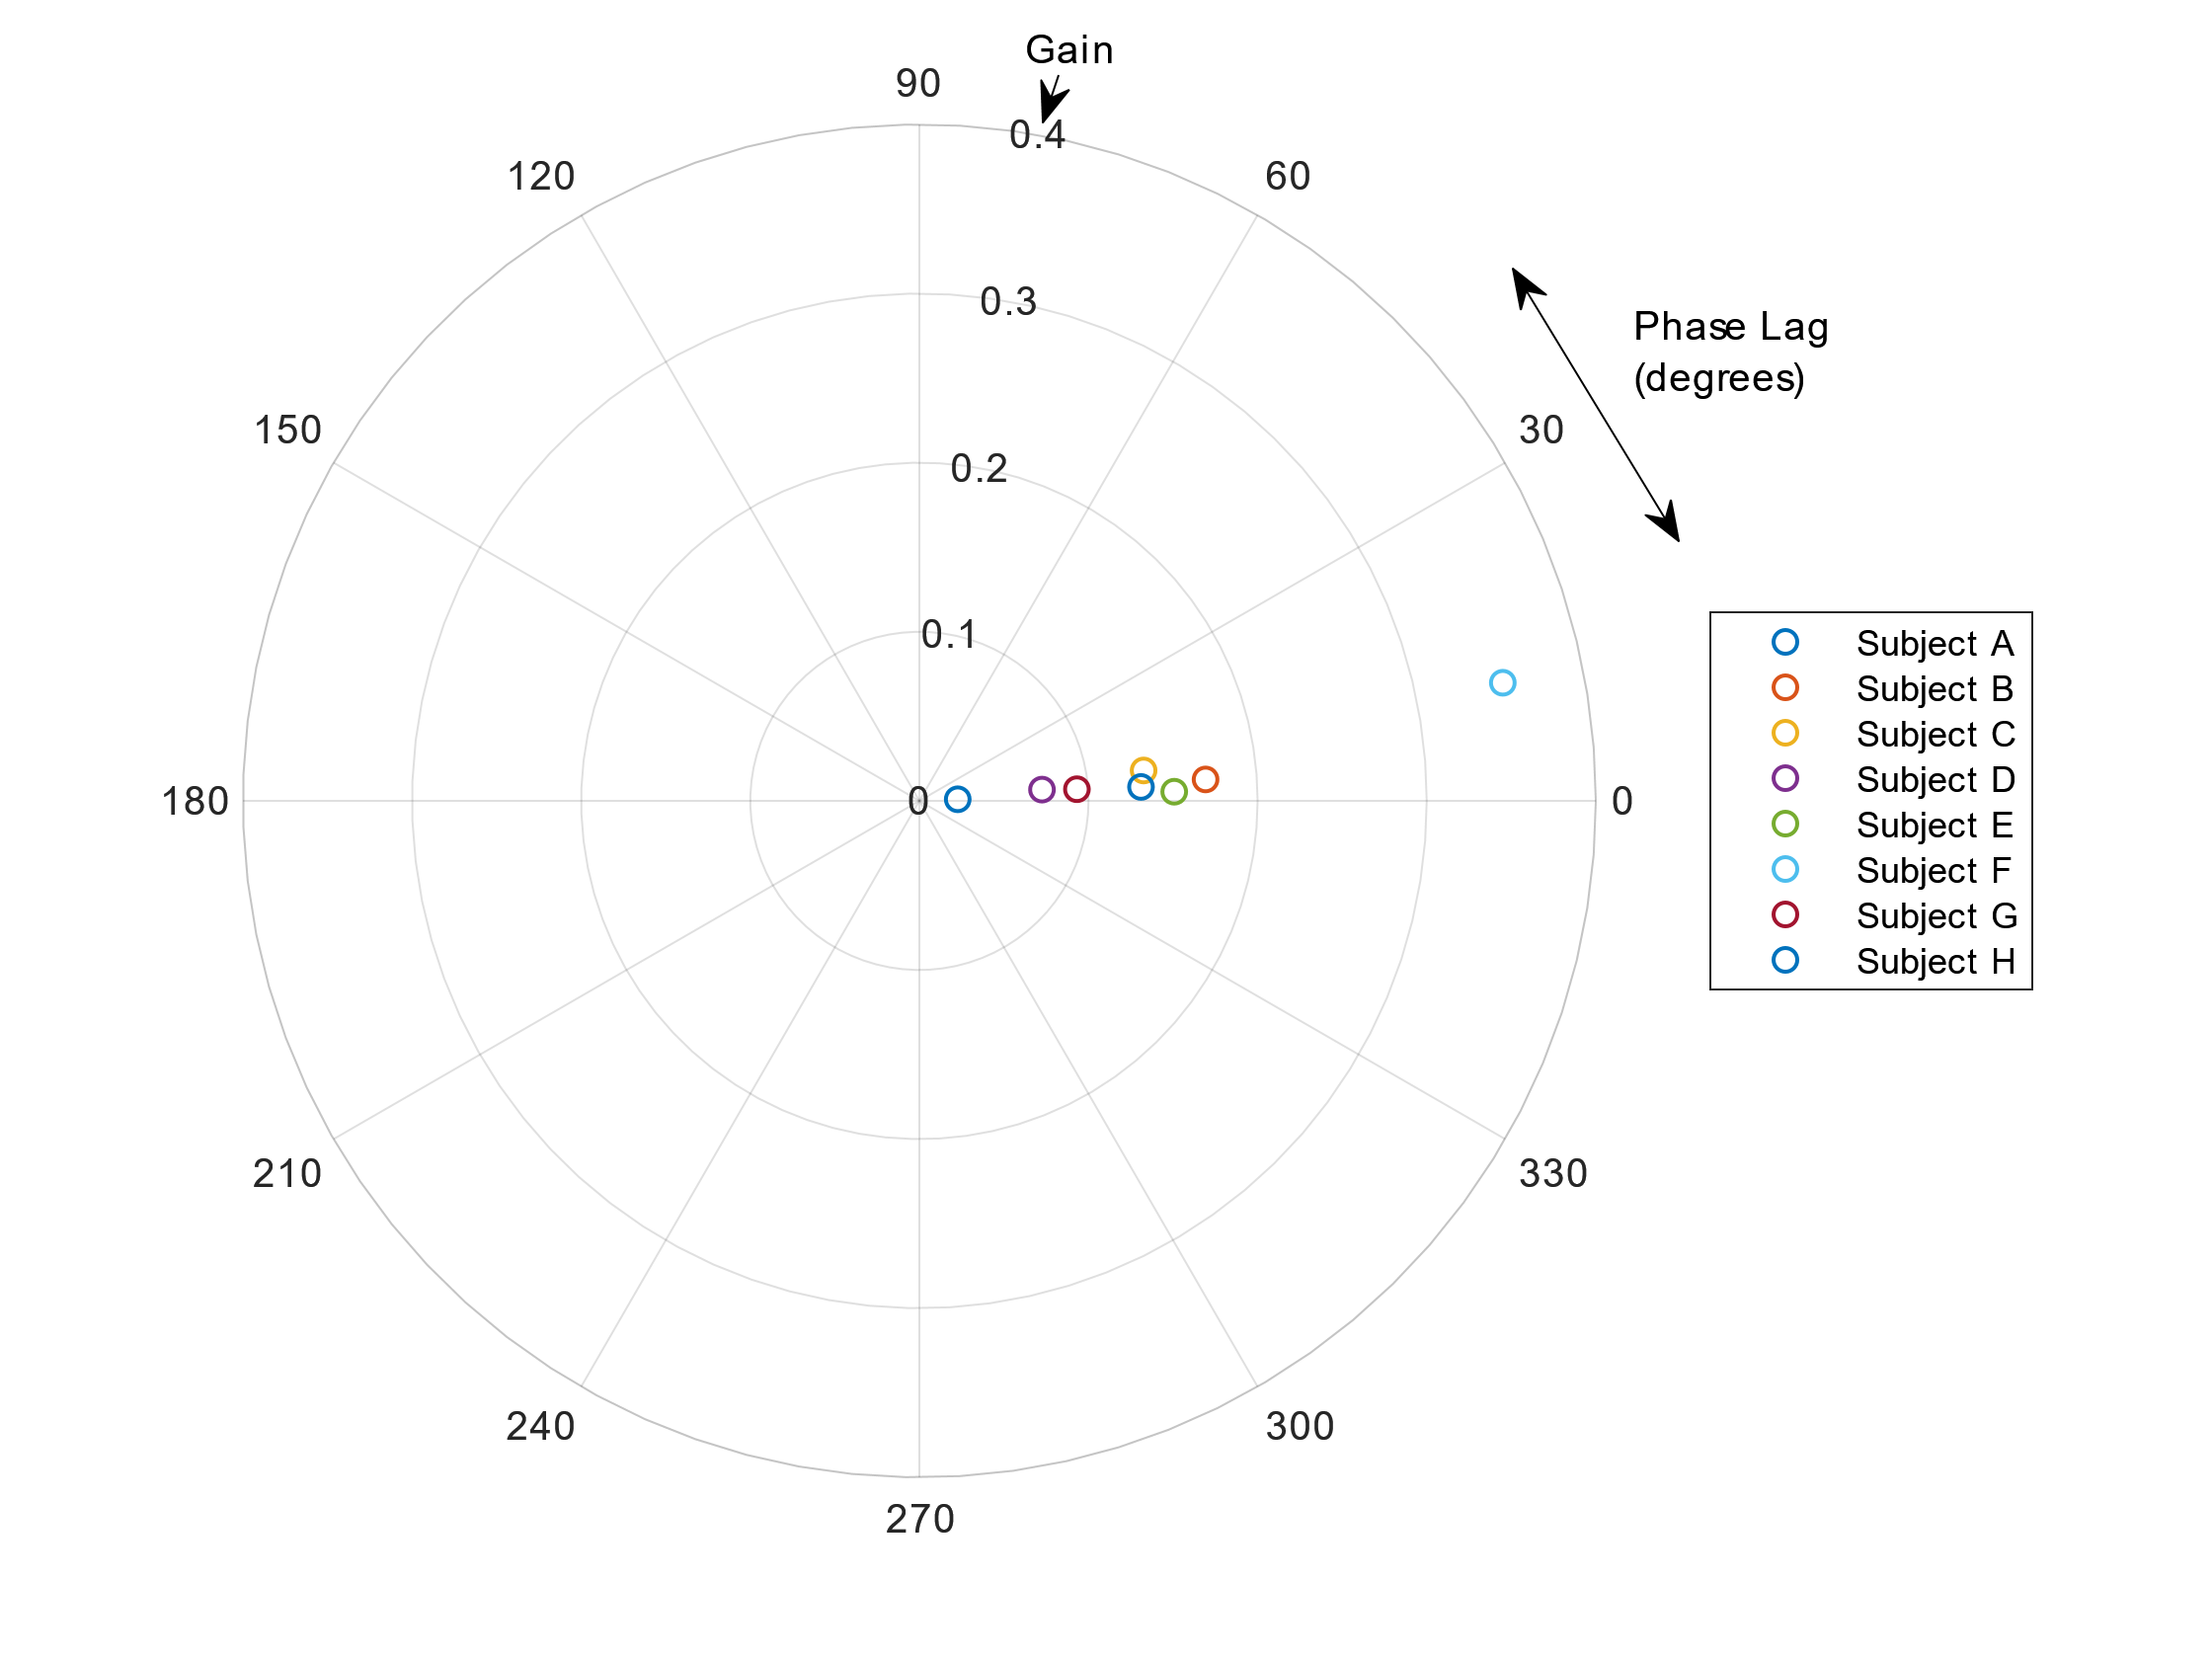 Gain
90
0.4
120
60
0.3
Phase Lag
(degrees)
150
30
0.2
0.1
Subject A
Subject B
Subject C
Subject D
180
0
0
Subject E
Subject F
Subject G
Subject H
210
330
240
300
270